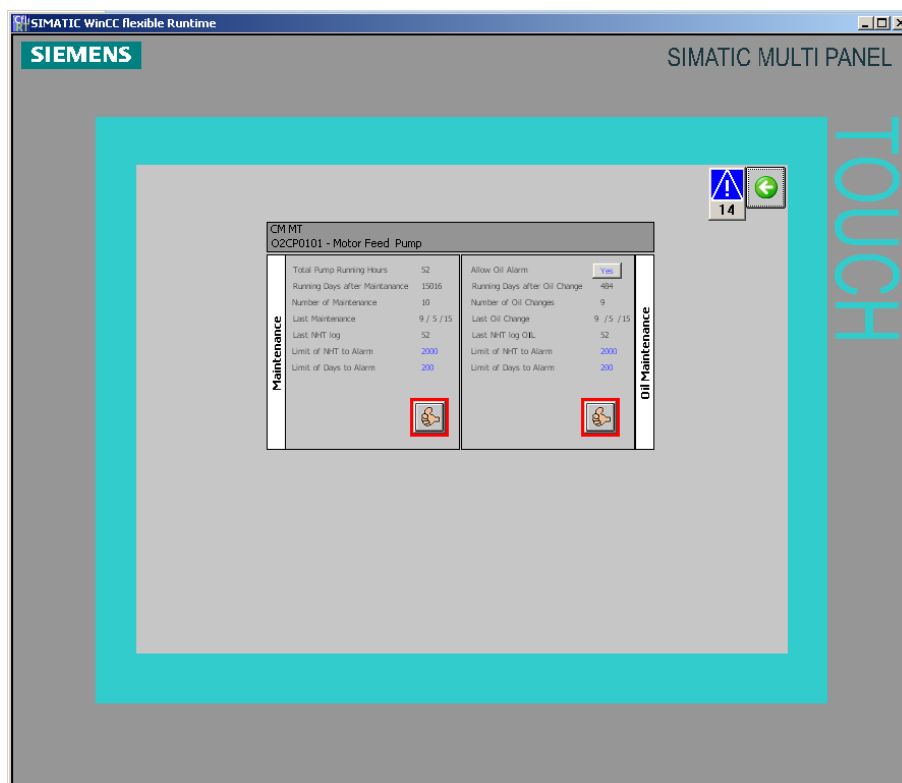 SIMATIC WinCC flexible Runtime
SIEMENS
SIMATIC MULTI PANEL
TOUCH
14
CM MT
O2CP0101 - Motor Feed Pump
Maintenance
Total Pump Running Hours 52
Running Days after Maintanance 15016
Number of Maintenance 10
Last Maintenance 9 / 5 / 15
Last NHT log 52
Limit of NHT to Alarm 2000
Limit of Days to Alarm 200
Allow Oil Alarm Yes
Running Days after Oil Change 484
Number of Oil Changes 9
Last Oil Change 9 / 5 / 15
Last NHT log OIL 52
Limit of NHT to Alarm 2000
Limit of Days to Alarm 200
Oil Maintenance